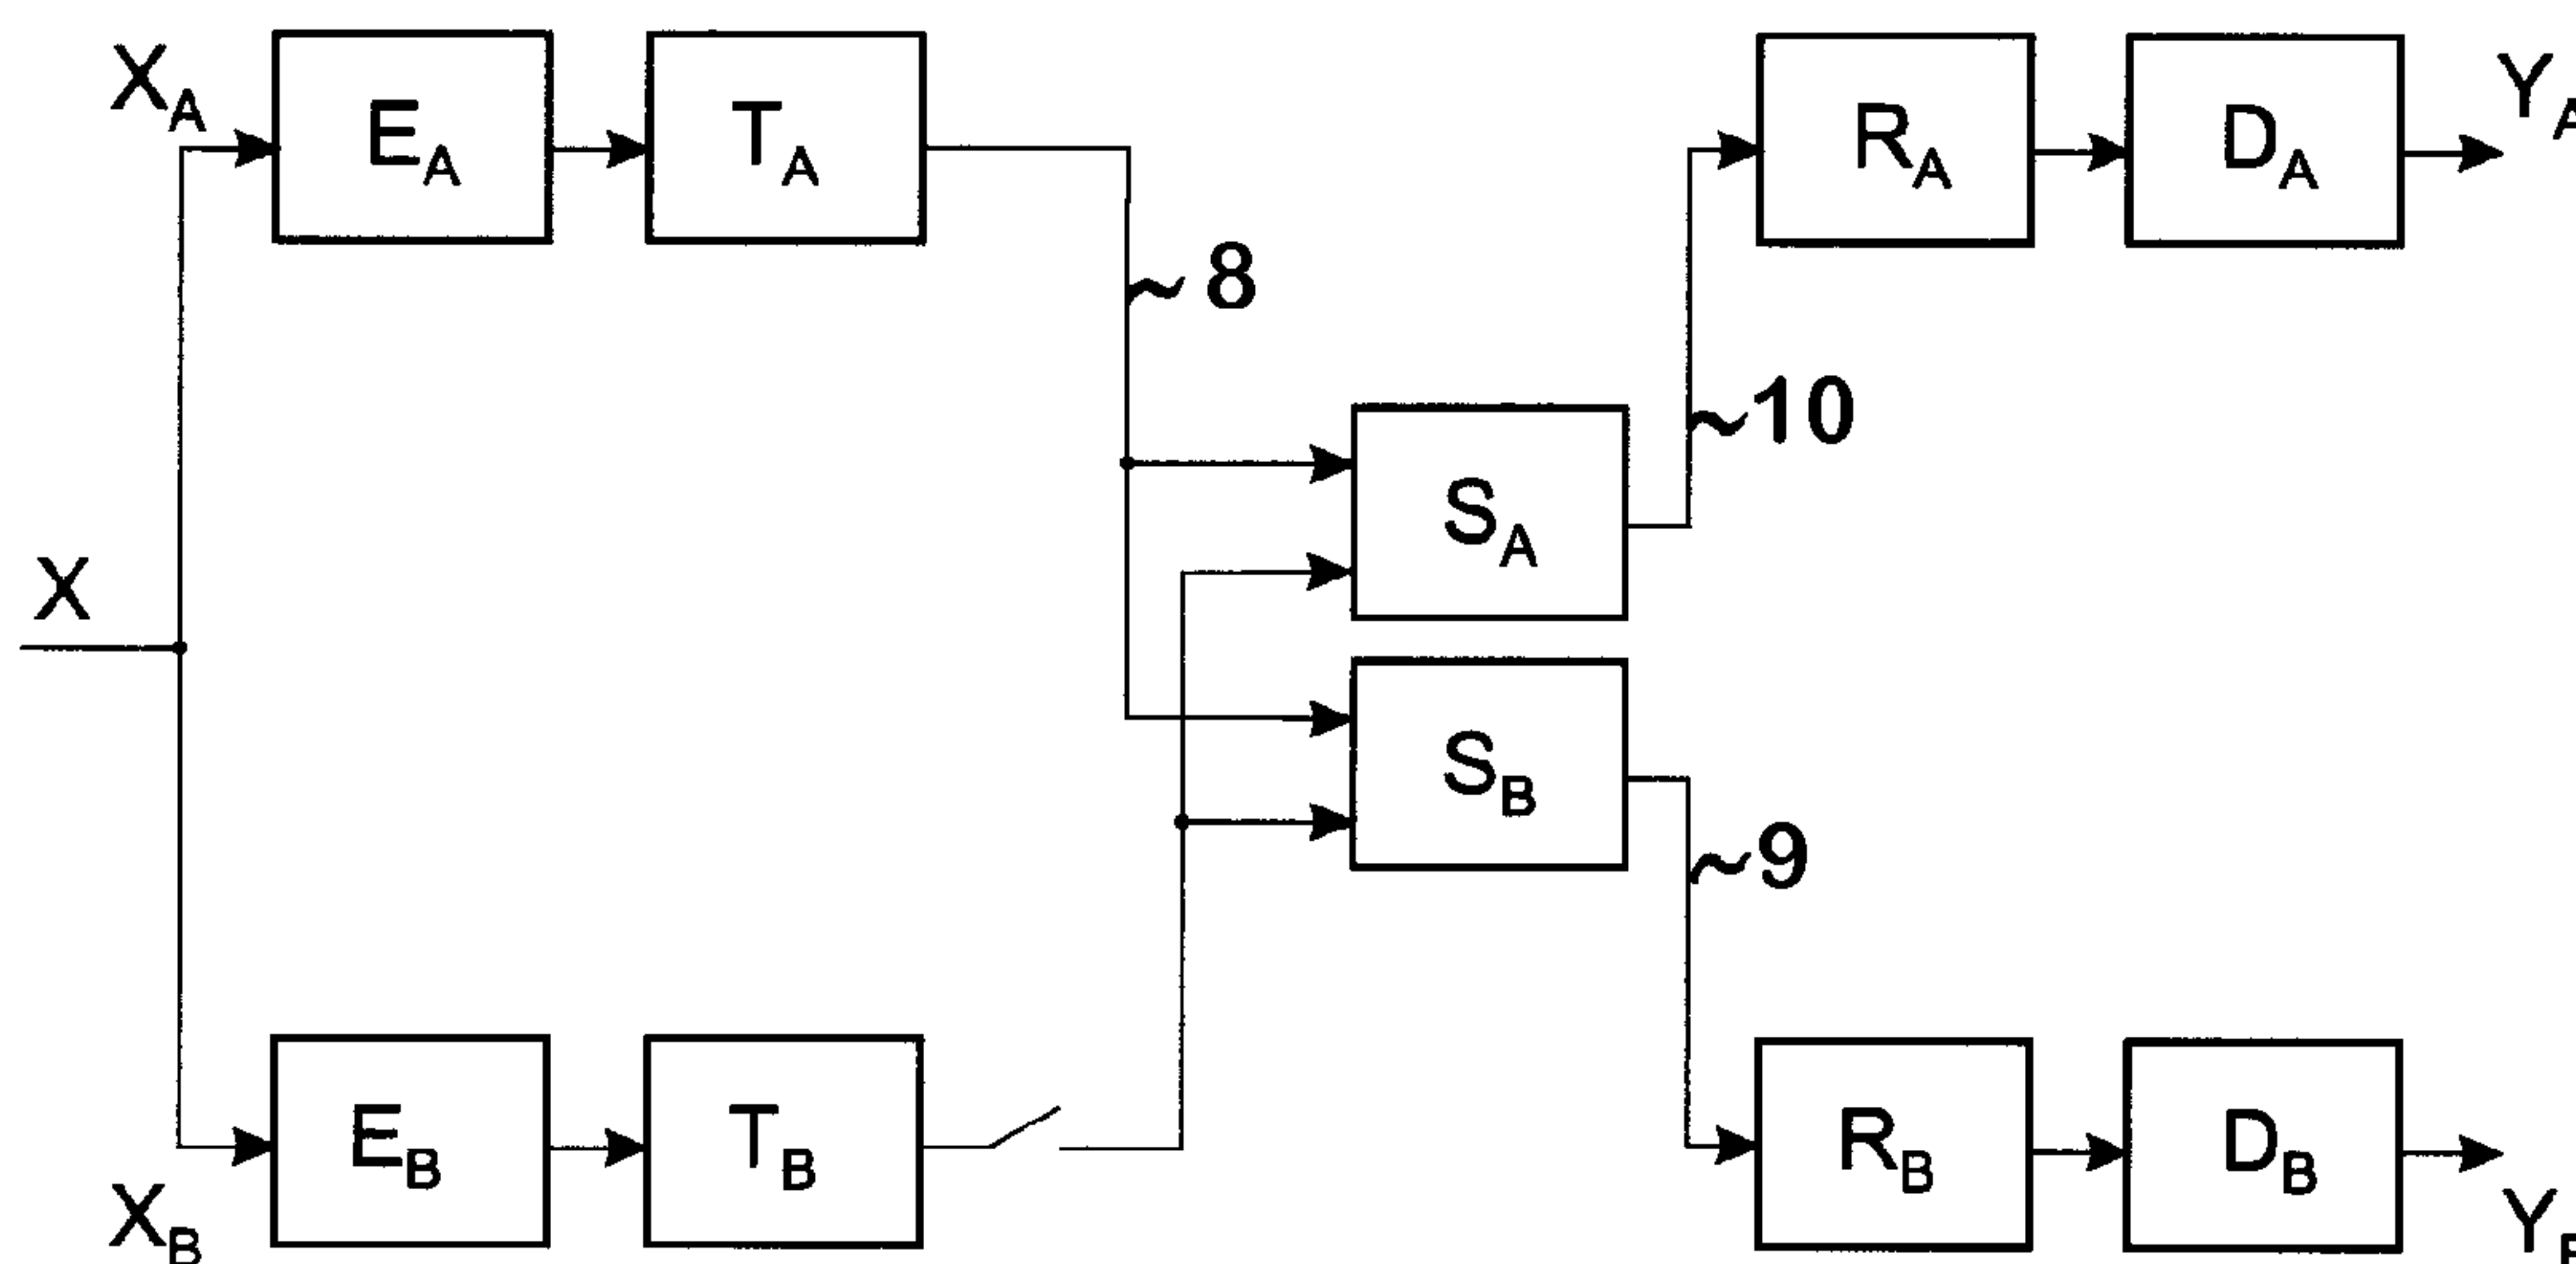 X_A
E_A
T_A
R_A
D_A
Y_A
~ 8
~10
S_A
X
S_B
~9
E_B
T_B
R_B
D_B
X_B
Y_B